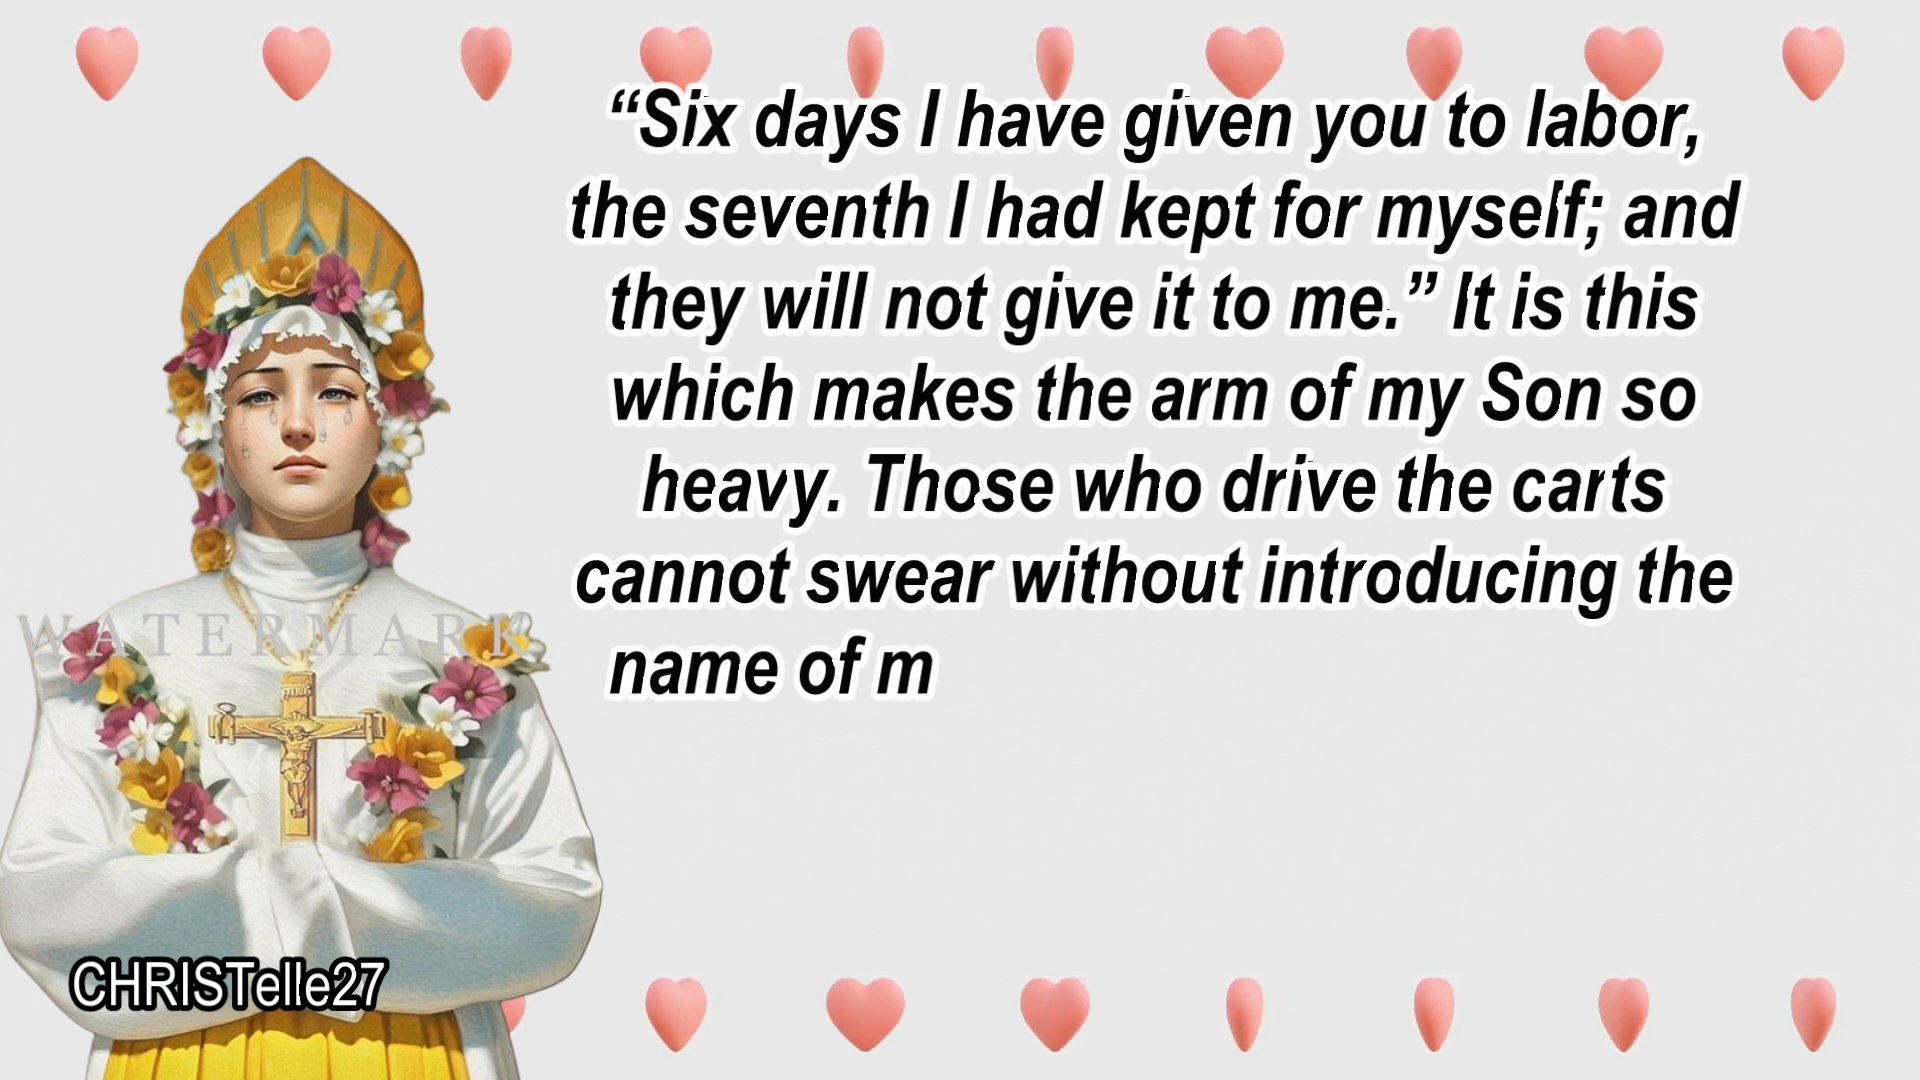 “Six days I have given you to labor,
the seventh I had kept for myself; and
they will not give it to me.” It is this
which makes the arm of my Son so
heavy. Those who drive the carts
cannot swear without introducing the
name of m
WATERMARK
CHRISTelle27